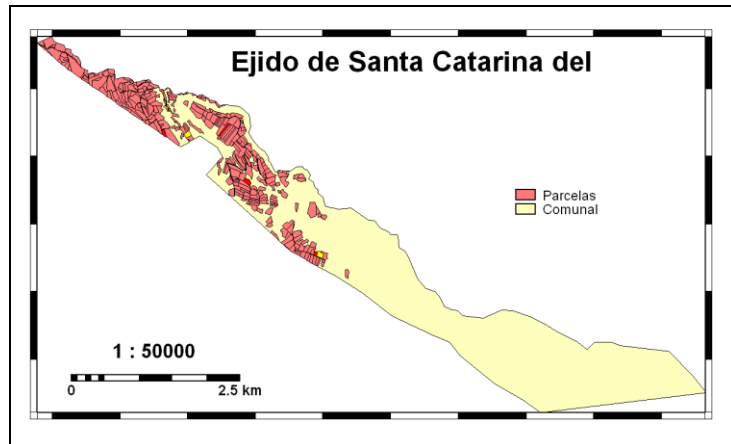 Ejido de Santa Catarina del
Parcelas
Comunal
1 : 50000
0 2.5 km